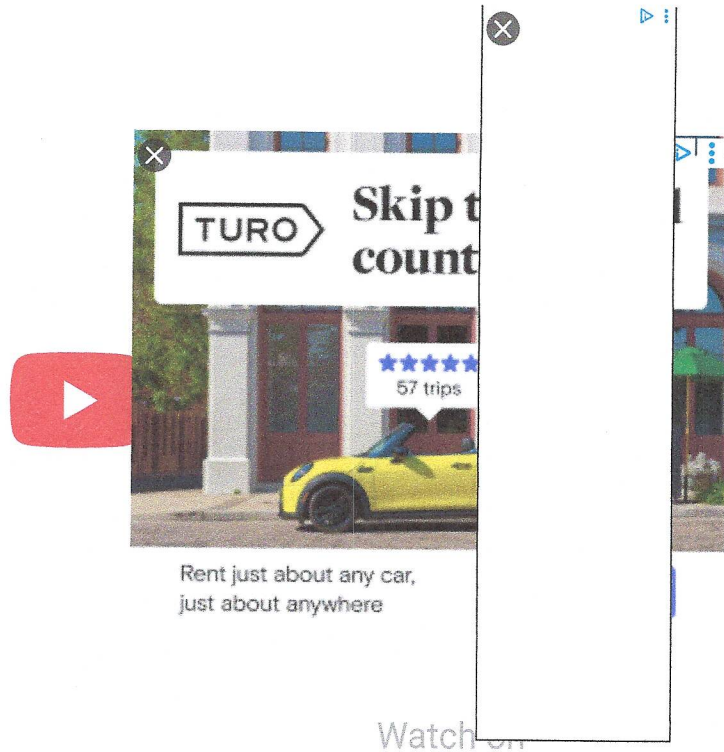 TURO
Skip t
count
57 trips
Rent just about any car,
just about anywhere
Watch on